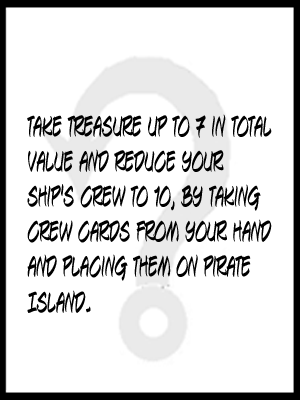 TAKE TREASURE UP TO 7 IN TOTAL
VALUE AND REDUCE YOUR
SHIP'S CREW TO 10, BY TAKING
CREW CARDS FROM YOUR HAND
AND PLACING THEM ON PIRATE
ISLAND.